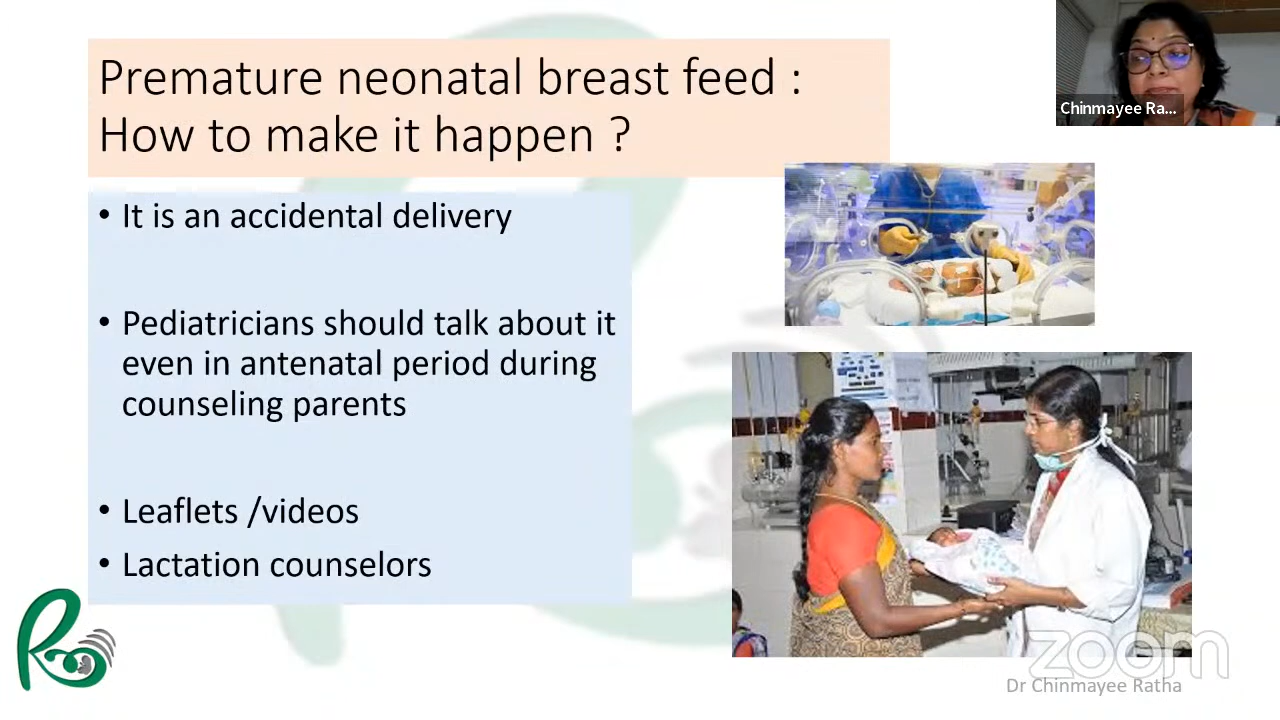 Premature neonatal breast feed :
How to make it happen ?
Chinmayee Ra...
• It is an accidental delivery
• Pediatricians should talk about it
even in antenatal period during
counseling parents
• Leaflets /videos
• Lactation counselors
zoom
Dr Chinmayee Ratha